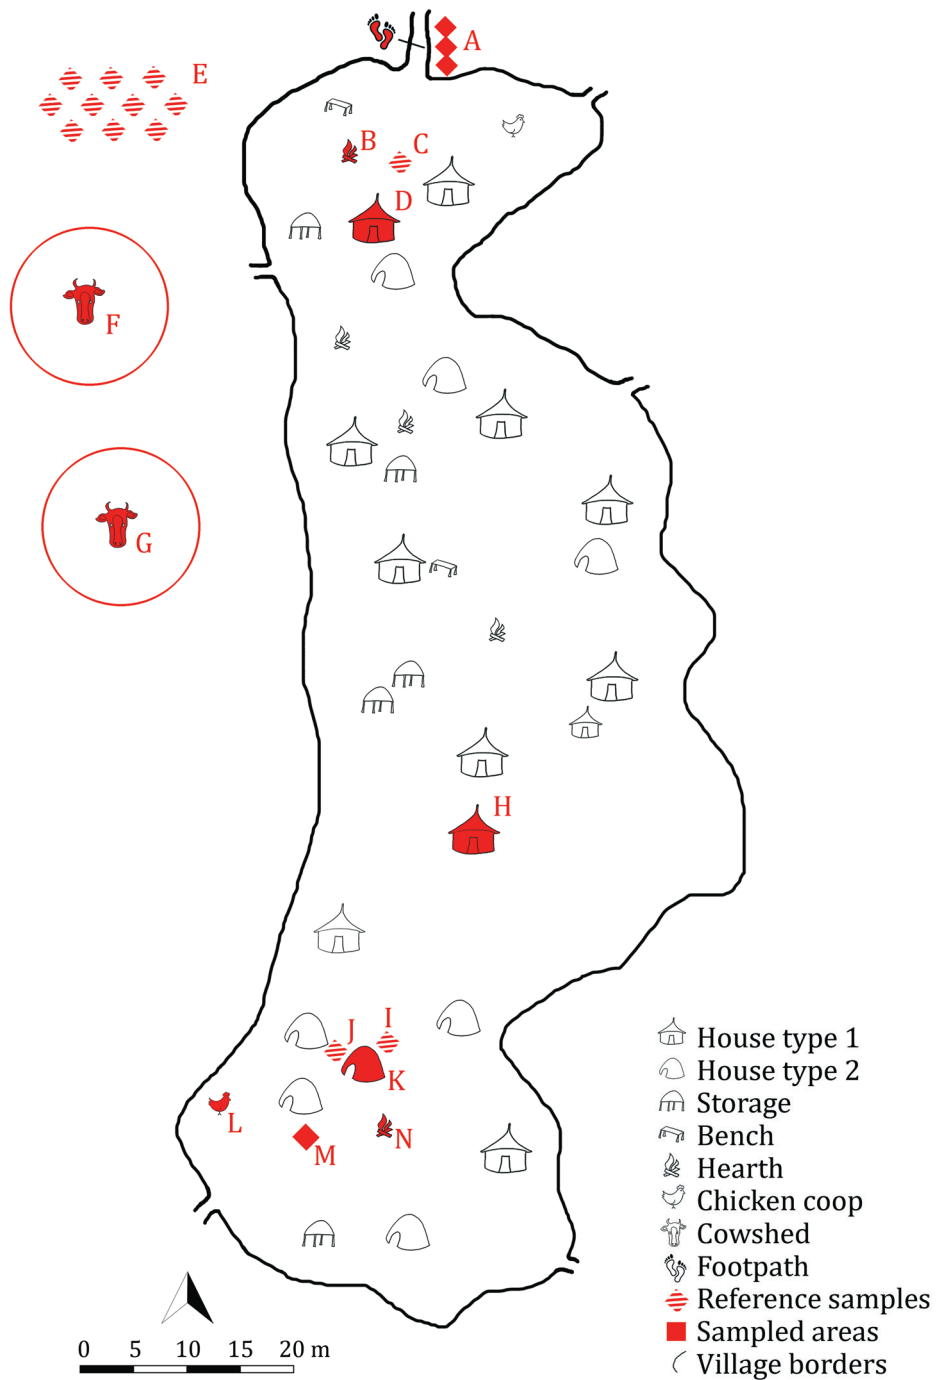 A
E
B
C
D
F
G
H
I
J
K
L
M
N
House type 1
House type 2
Storage
Bench
Hearth
Chicken coop
Cowshed
Footpath
Reference samples
Sampled areas
Village borders
0 5 10 15 20 m